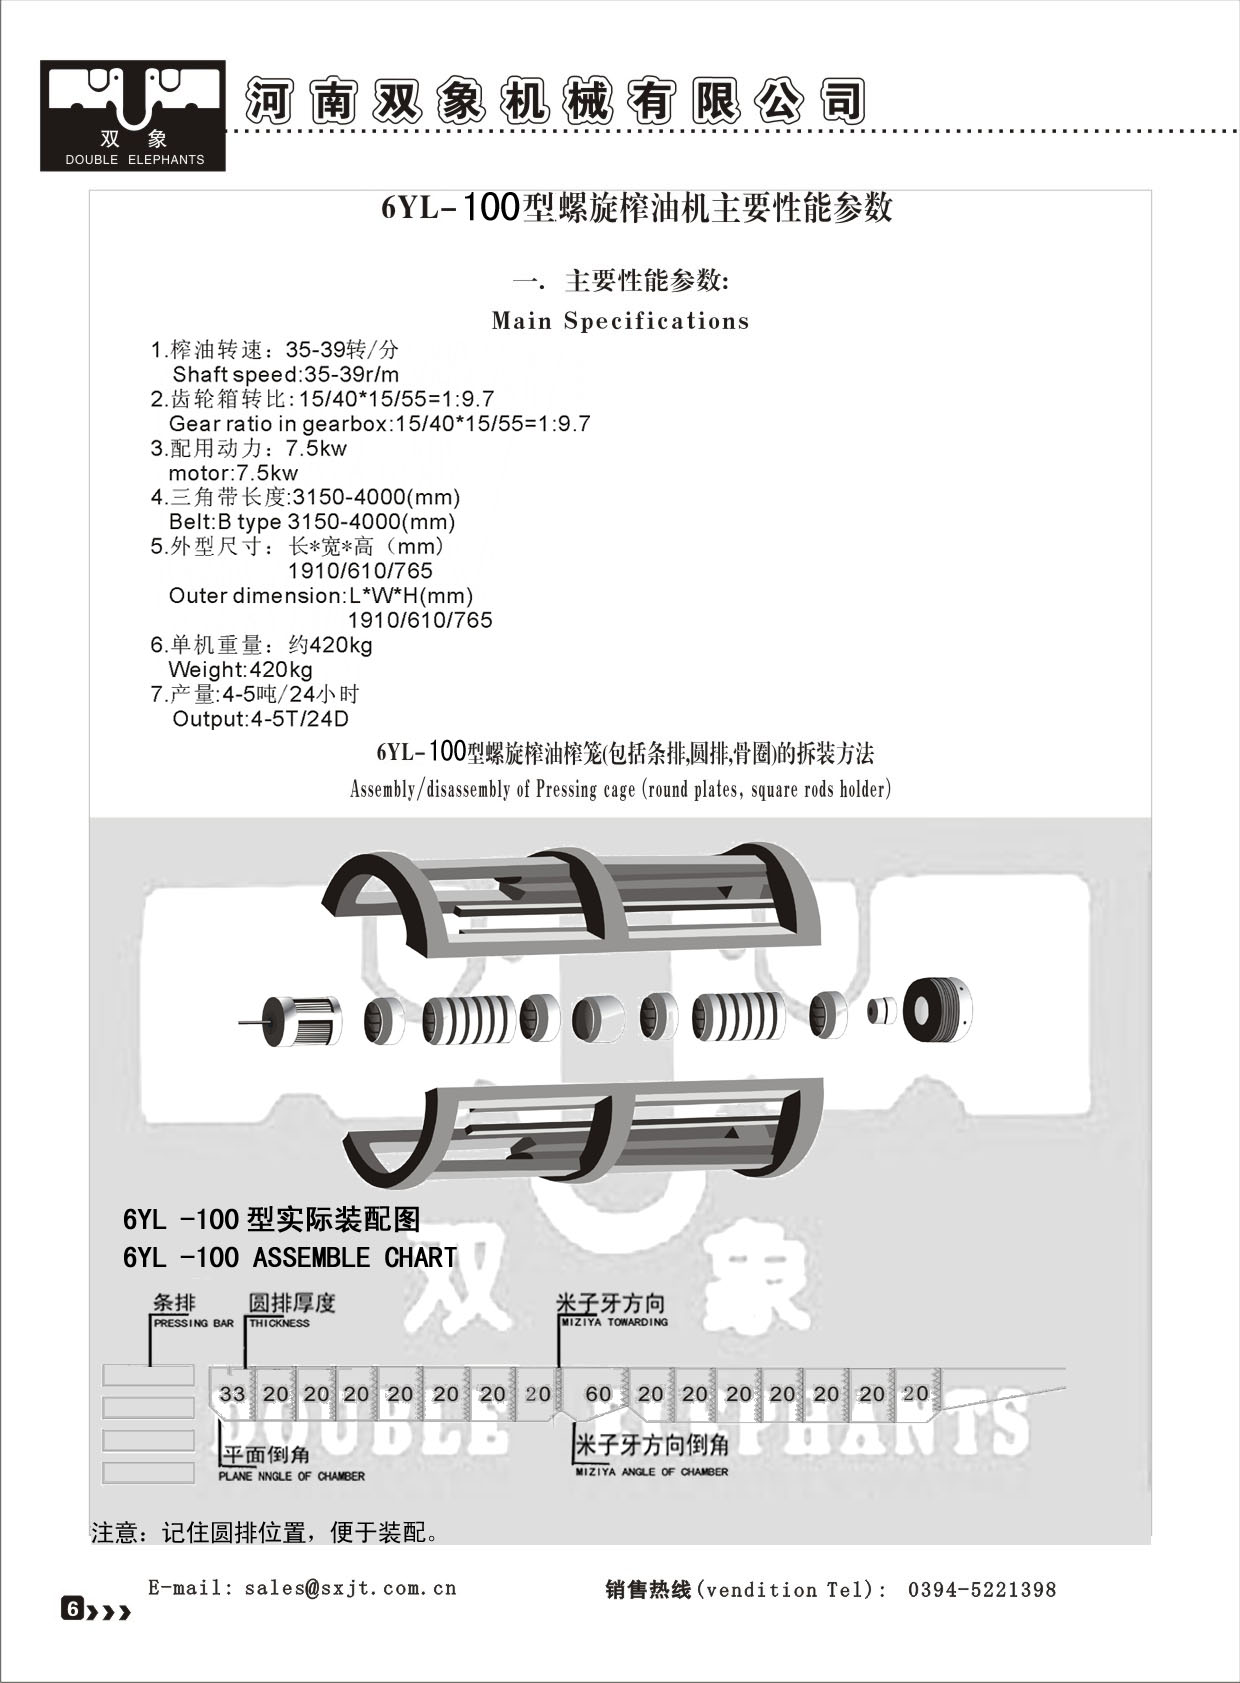 河南双象机械有限公司
双 象
DOUBLE ELEPHANTS
6YL-100型螺旋榨油机主要性能参数
一. 主要性能参数:
Main Specifications
1.榨油转速：35-39转/分
Shaft speed:35-39r/m
2.齿轮箱转比:15/40*15/55=1:9.7
Gear ratio in gearbox:15/40*15/55=1:9.7
3.配用动力：7.5kw
motor:7.5kw
4.三角带长度:3150-4000(mm)
Belt:B type 3150-4000(mm)
5.外型尺寸：长*宽*高（mm）
1910/610/765
Outer dimension:L*W*H(mm)
1910/610/765
6.单机重量：约420kg
Weight:420kg
7.产量:4-5吨/24小时
Output:4-5T/24D
6YL-100型螺旋榨油榨笼(包括条排,圆排,骨圈)的拆装方法
Assembly/disassembly of Pressing cage (round plates, square rods holder)
6YL -100 型实际装配图
6YL -100 ASSEMBLE CHART
双 象
条排 圆排厚度 米子牙方向
PRESSING BAR THICKNESS MIZIYA TOWARDING
33 20 20 20 20 20 20 20 60 20 20 20 20 20 20 20
DOUBLE ELEPHANTS
平面倒角 米子牙方向倒角
PLANE NNGLE OF CHAMBER MIZIYA ANGLE OF CHAMBER
注意：记住圆排位置，便于装配。
E-mail: sales@sxjt.com.cn 销售热线(vendition Tel): 0394-5221398
6